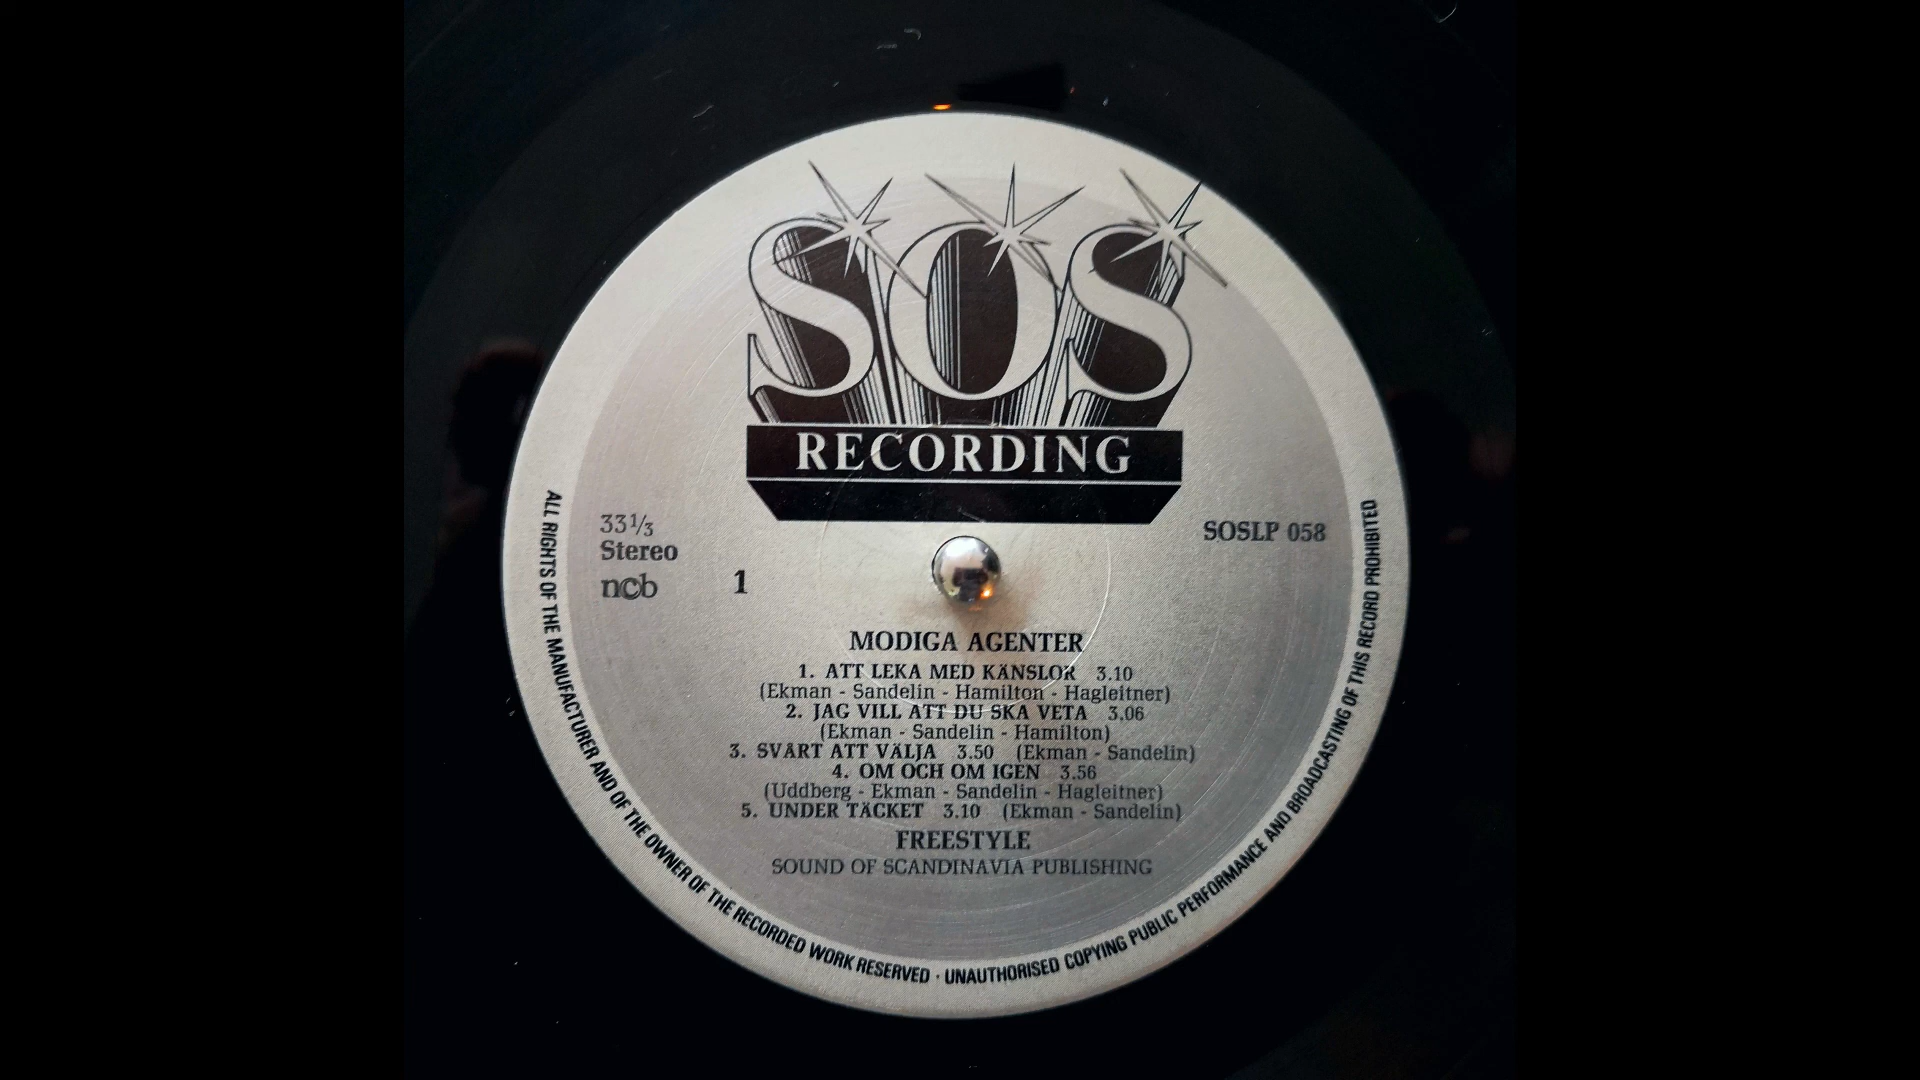 SOS
RECORDING
33⅓
Stereo
ncb
1
SOSLP 058
MODIGA AGENTER
1. ATT LEKA MED KÄNSLOR 3.10
(Ekman - Sandelin - Hamilton - Hagleitner)
2. JAG VILL ATT DU SKA VETA 3.06
(Ekman - Sandelin - Hamilton)
3. SVÅRT ATT VÄLJA 3.50 (Ekman - Sandelin)
4. OM OCH OM IGEN 3.56
(Uddberg - Ekman - Sandelin - Hagleitner)
5. UNDER TÄCKET 3.10 (Ekman - Sandelin)
FREESTYLE
SOUND OF SCANDINAVIA PUBLISHING
ALL RIGHTS OF THE MANUFACTURER AND OF THE OWNER OF THE RECORDED WORK RESERVED · UNAUTHORISED COPYING PUBLIC PERFORMANCE AND BROADCASTING OF THIS RECORD PROHIBITED